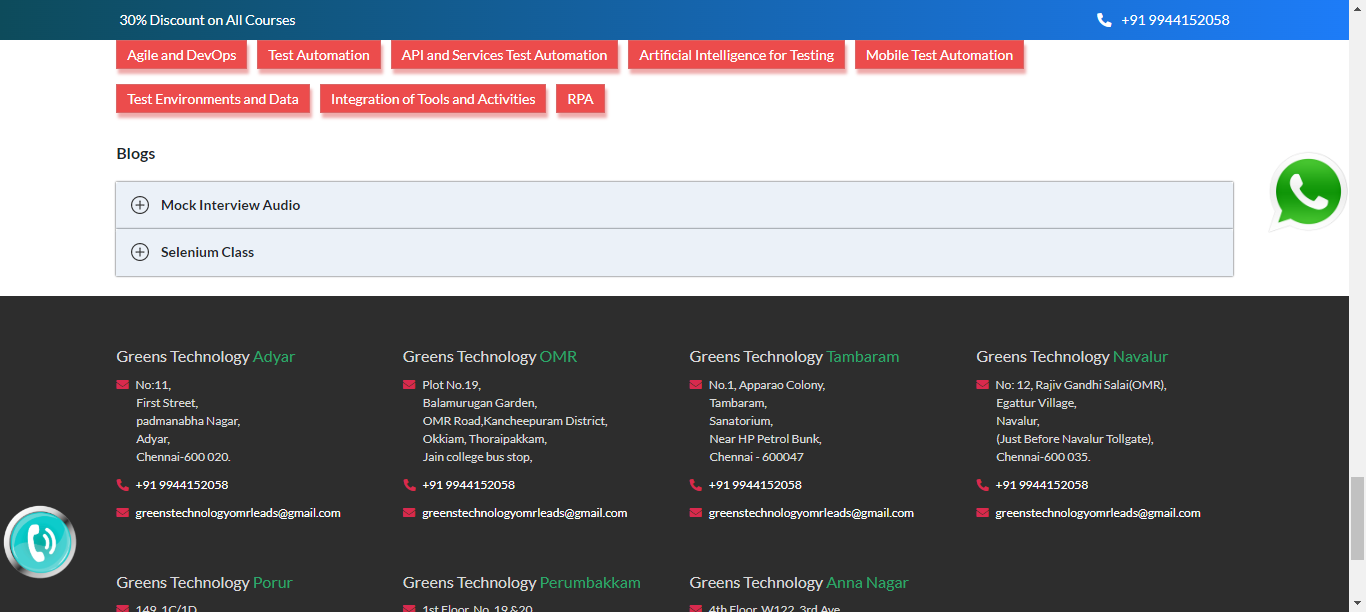 30% Discount on All Courses
+91 9944152058
Agile and DevOps
Test Automation
API and Services Test Automation
Artificial Intelligence for Testing
Mobile Test Automation
Test Environments and Data
Integration of Tools and Activities
RPA
Blogs
Mock Interview Audio
Selenium Class
Greens Technology Adyar
No:11,
First Street,
padmanabha Nagar,
Adyar,
Chennai-600 020.
+91 9944152058
greenstechnologyomrleads@gmail.com
Greens Technology OMR
Plot No.19,
Balamurugan Garden,
OMR Road,Kancheepuram District,
Okkiam, Thoraipakkam,
Jain college bus stop,
+91 9944152058
greenstechnologyomrleads@gmail.com
Greens Technology Tambaram
No.1, Apparao Colony,
Tambaram,
Sanatorium,
Near HP Petrol Bunk,
Chennai - 600047
+91 9944152058
greenstechnologyomrleads@gmail.com
Greens Technology Navalur
No: 12, Rajiv Gandhi Salai(OMR),
Egattur Village,
Navalur,
(Just Before Navalur Tollgate),
Chennai-600 035.
+91 9944152058
greenstechnologyomrleads@gmail.com
Greens Technology Porur
149, 1C/1D
Greens Technology Perumbakkam
1st Floor, No. 19 &20
Greens Technology Anna Nagar
4th Floor, W122, 3rd Ave